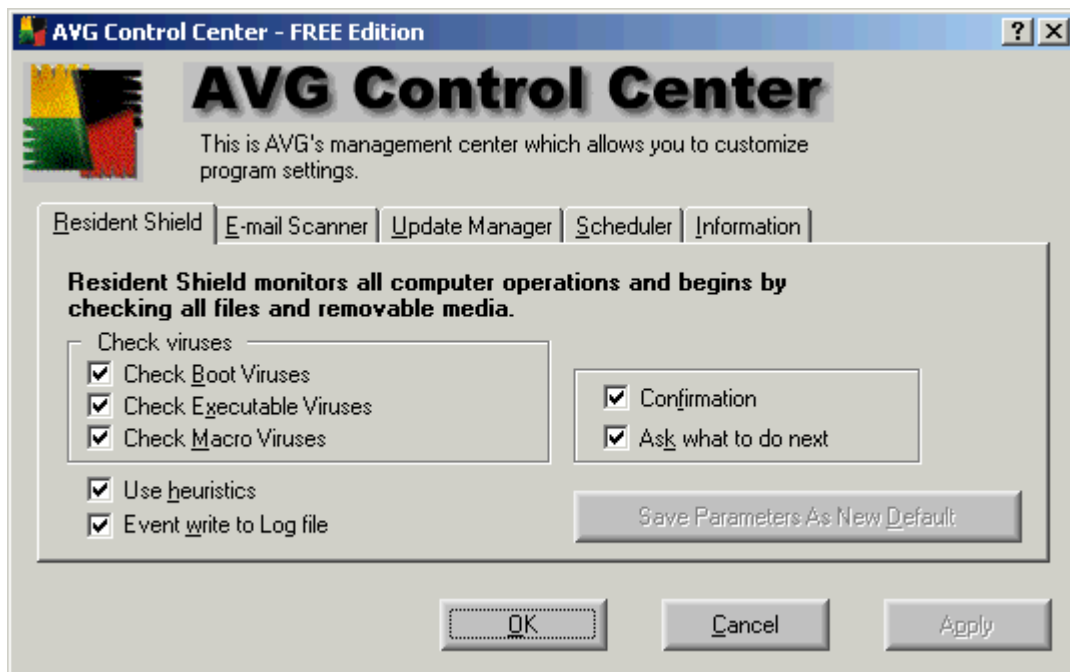 AVG Control Center - FREE Edition
AVG Control Center
This is AVG's management center which allows you to customize
program settings.
Resident Shield
E-mail Scanner
Update Manager
Scheduler
Information
Resident Shield monitors all computer operations and begins by
checking all files and removable media.
Check viruses
Check Boot Viruses
Check Executable Viruses
Check Macro Viruses
Confirmation
Ask what to do next
Use heuristics
Event write to Log file
Save Parameters As New Default
OK
Cancel
Apply